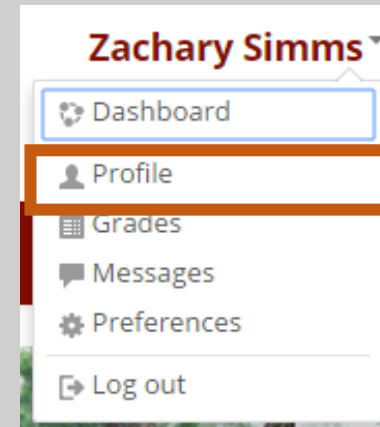 Zachary Simms
Dashboard
Profile
Grades
Messages
Preferences
Log out